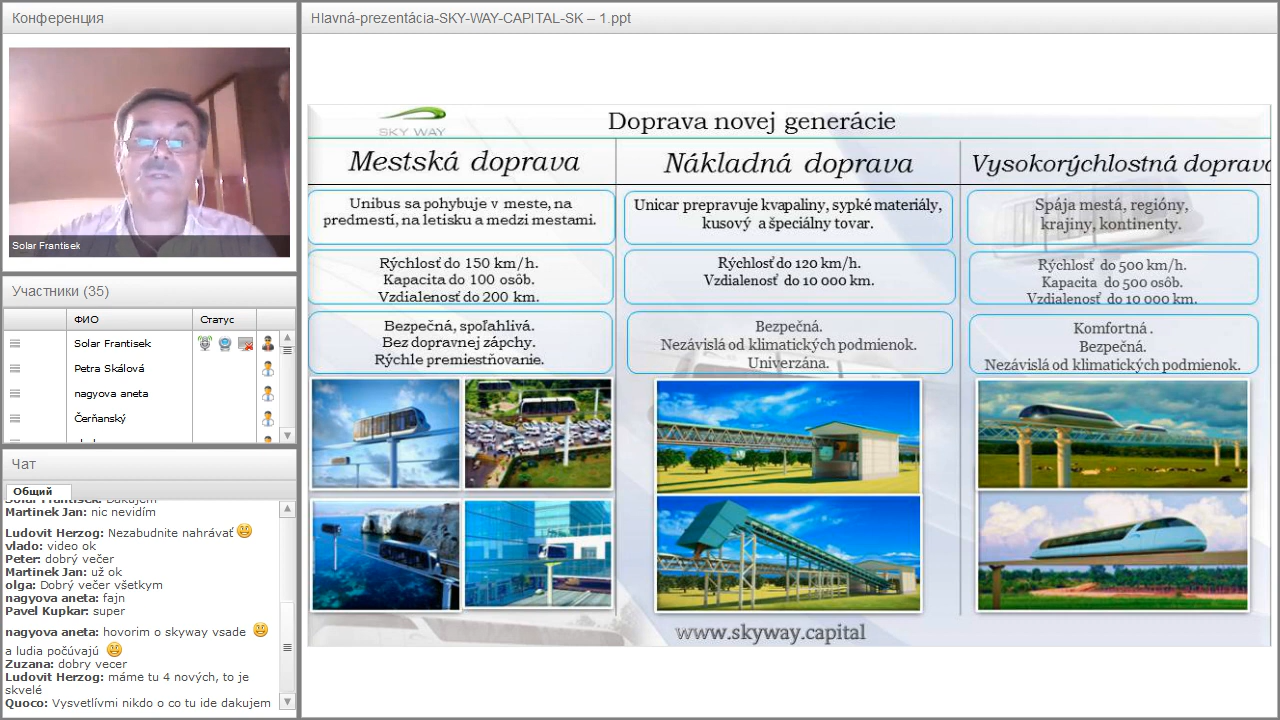 Конференция
Solar Frantisek
Участники (35)
ФИО Статус
Solar Frantisek
Petra Skálová
nagyova aneta
Čerňanský
Чат
Общий
Solar Frantisek: Ďakujem
Martinek Jan: nic nevidím
Ludovit Herzog: Nezabudnite nahrávať
vlado: video ok
Peter: dobrý večer
Martinek Jan: už ok
olga: Dobrý večer všetkym
nagyova aneta: fajn
Pavel Kupkar: super
nagyova aneta: hovorim o skyway vsade
a ludia počúvajú
Zuzana: dobry vecer
Ludovit Herzog: máme tu 4 nových, to je
skvelé
Quoco: Vysvetlívmi nikdo o co tu ide dakujem
Hlavná-prezentácia-SKY-WAY-CAPITAL-SK – 1.ppt
SKY WAY
Doprava novej generácie
Mestská doprava
Unibus sa pohybuje v meste, na
predmestí, na letisku a medzi mestami.
Rýchlosť do 150 km/h.
Kapacita do 100 osôb.
Vzdialenosť do 200 km.
Bezpečná, spoľahlivá.
Bez dopravnej zápchy.
Rýchle premiestňovanie.
Nákladná doprava
Unicar prepravuje kvapaliny, sypké materiály,
kusový a špeciálny tovar.
Rýchlosť do 120 km/h.
Vzdialenosť do 10 000 km.
Bezpečná.
Nezávislá od klimatických podmienok.
Univerzána.
Vysokorýchlostná doprava
Spája mestá, regióny,
krajiny, kontinenty.
Rýchlosť do 500 km/h.
Kapacita do 500 osôb.
Vzdialenosť do 10 000 km.
Komfortná .
Bezpečná.
Nezávislá od klimatických podmienok.
www.skyway.capital